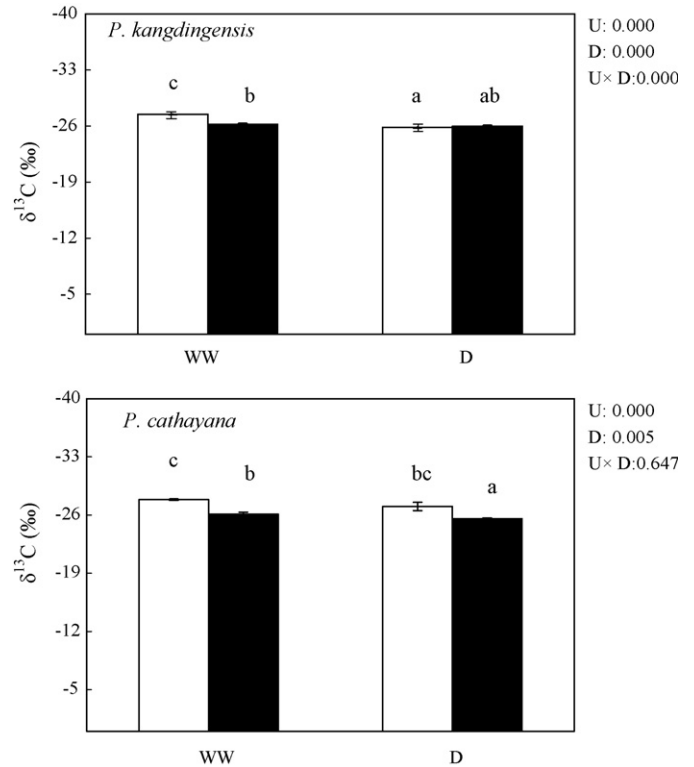 P. kangdingensis
U: 0.000
D: 0.000
U× D:0.000
-40
-33
-26
-19
-12
-5
δ¹³C (‰)
c
b
a
ab
WW
D
P. cathayana
U: 0.000
D: 0.005
U× D:0.647
-40
-33
-26
-19
-12
-5
δ¹³C (‰)
c
b
bc
a
WW
D